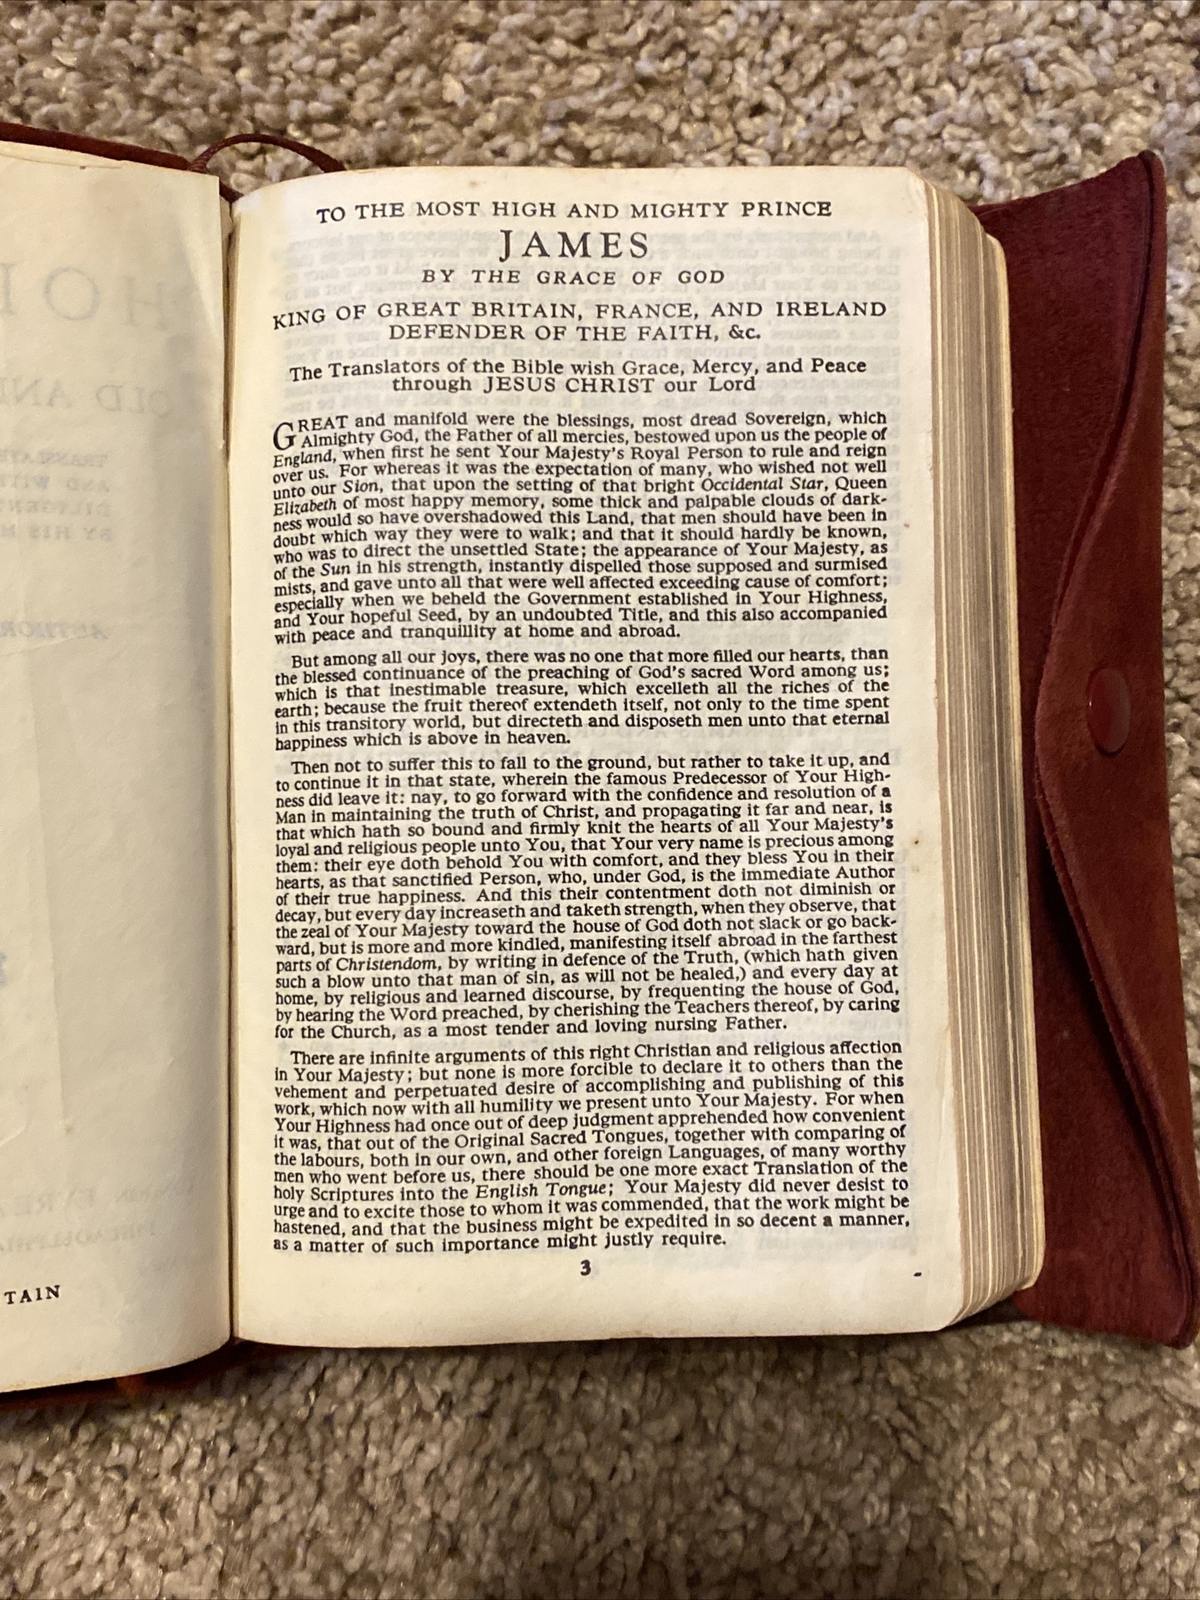 TAIN
TO THE MOST HIGH AND MIGHTY PRINCE
JAMES
BY THE GRACE OF GOD
KING OF GREAT BRITAIN, FRANCE, AND IRELAND
DEFENDER OF THE FAITH, &c.
The Translators of the Bible wish Grace, Mercy, and Peace
through JESUS CHRIST our Lord
GREAT and manifold were the blessings, most dread Sovereign, which
Almighty God, the Father of all mercies, bestowed upon us the people of
England, when first he sent Your Majesty's Royal Person to rule and reign
over us. For whereas it was the expectation of many, who wished not well
unto our Sion, that upon the setting of that bright Occidental Star, Queen
Elizabeth of most happy memory, some thick and palpable clouds of dark-
ness would so have overshadowed this Land, that men should have been in
doubt which way they were to walk; and that it should hardly be known,
who was to direct the unsettled State; the appearance of Your Majesty, as
of the Sun in his strength, instantly dispelled those supposed and surmised
mists, and gave unto all that were well affected exceeding cause of comfort;
especially when we beheld the Government established in Your Highness,
and Your hopeful Seed, by an undoubted Title, and this also accompanied
with peace and tranquillity at home and abroad.
But among all our joys, there was no one that more filled our hearts, than
the blessed continuance of the preaching of God's sacred Word among us;
which is that inestimable treasure, which excelleth all the riches of the
earth; because the fruit thereof extendeth itself, not only to the time spent
in this transitory world, but directeth and disposeth men unto that eternal
happiness which is above in heaven.
Then not to suffer this to fall to the ground, but rather to take it up, and
to continue it in that state, wherein the famous Predecessor of Your High-
ness did leave it: nay, to go forward with the confidence and resolution of a
Man in maintaining the truth of Christ, and propagating it far and near, is
that which hath so bound and firmly knit the hearts of all Your Majesty's
loyal and religious people unto You, that Your very name is precious among
them: their eye doth behold You with comfort, and they bless You in their
hearts, as that sanctified Person, who, under God, is the immediate Author
of their true happiness. And this their contentment doth not diminish or
decay, but every day increaseth and taketh strength, when they observe, that
the zeal of Your Majesty toward the house of God doth not slack or go back-
ward, but is more and more kindled, manifesting itself abroad in the farthest
parts of Christendom, by writing in defence of the Truth, (which hath given
such a blow unto that man of sin, as will not be healed,) and every day at
home, by religious and learned discourse, by frequenting the house of God,
by hearing the Word preached, by cherishing the Teachers thereof, by caring
for the Church, as a most tender and loving nursing Father.
There are infinite arguments of this right Christian and religious affection
in Your Majesty; but none is more forcible to declare it to others than the
vehement and perpetuated desire of accomplishing and publishing of this
work, which now with all humility we present unto Your Majesty. For when
Your Highness had once out of deep judgment apprehended how convenient
it was, that out of the Original Sacred Tongues, together with comparing of
the labours, both in our own, and other foreign Languages, of many worthy
men who went before us, there should be one more exact Translation of the
holy Scriptures into the English Tongue; Your Majesty did never desist to
urge and to excite those to whom it was commended, that the work might be
hastened, and that the business might be expedited in so decent a manner,
as a matter of such importance might justly require.
3